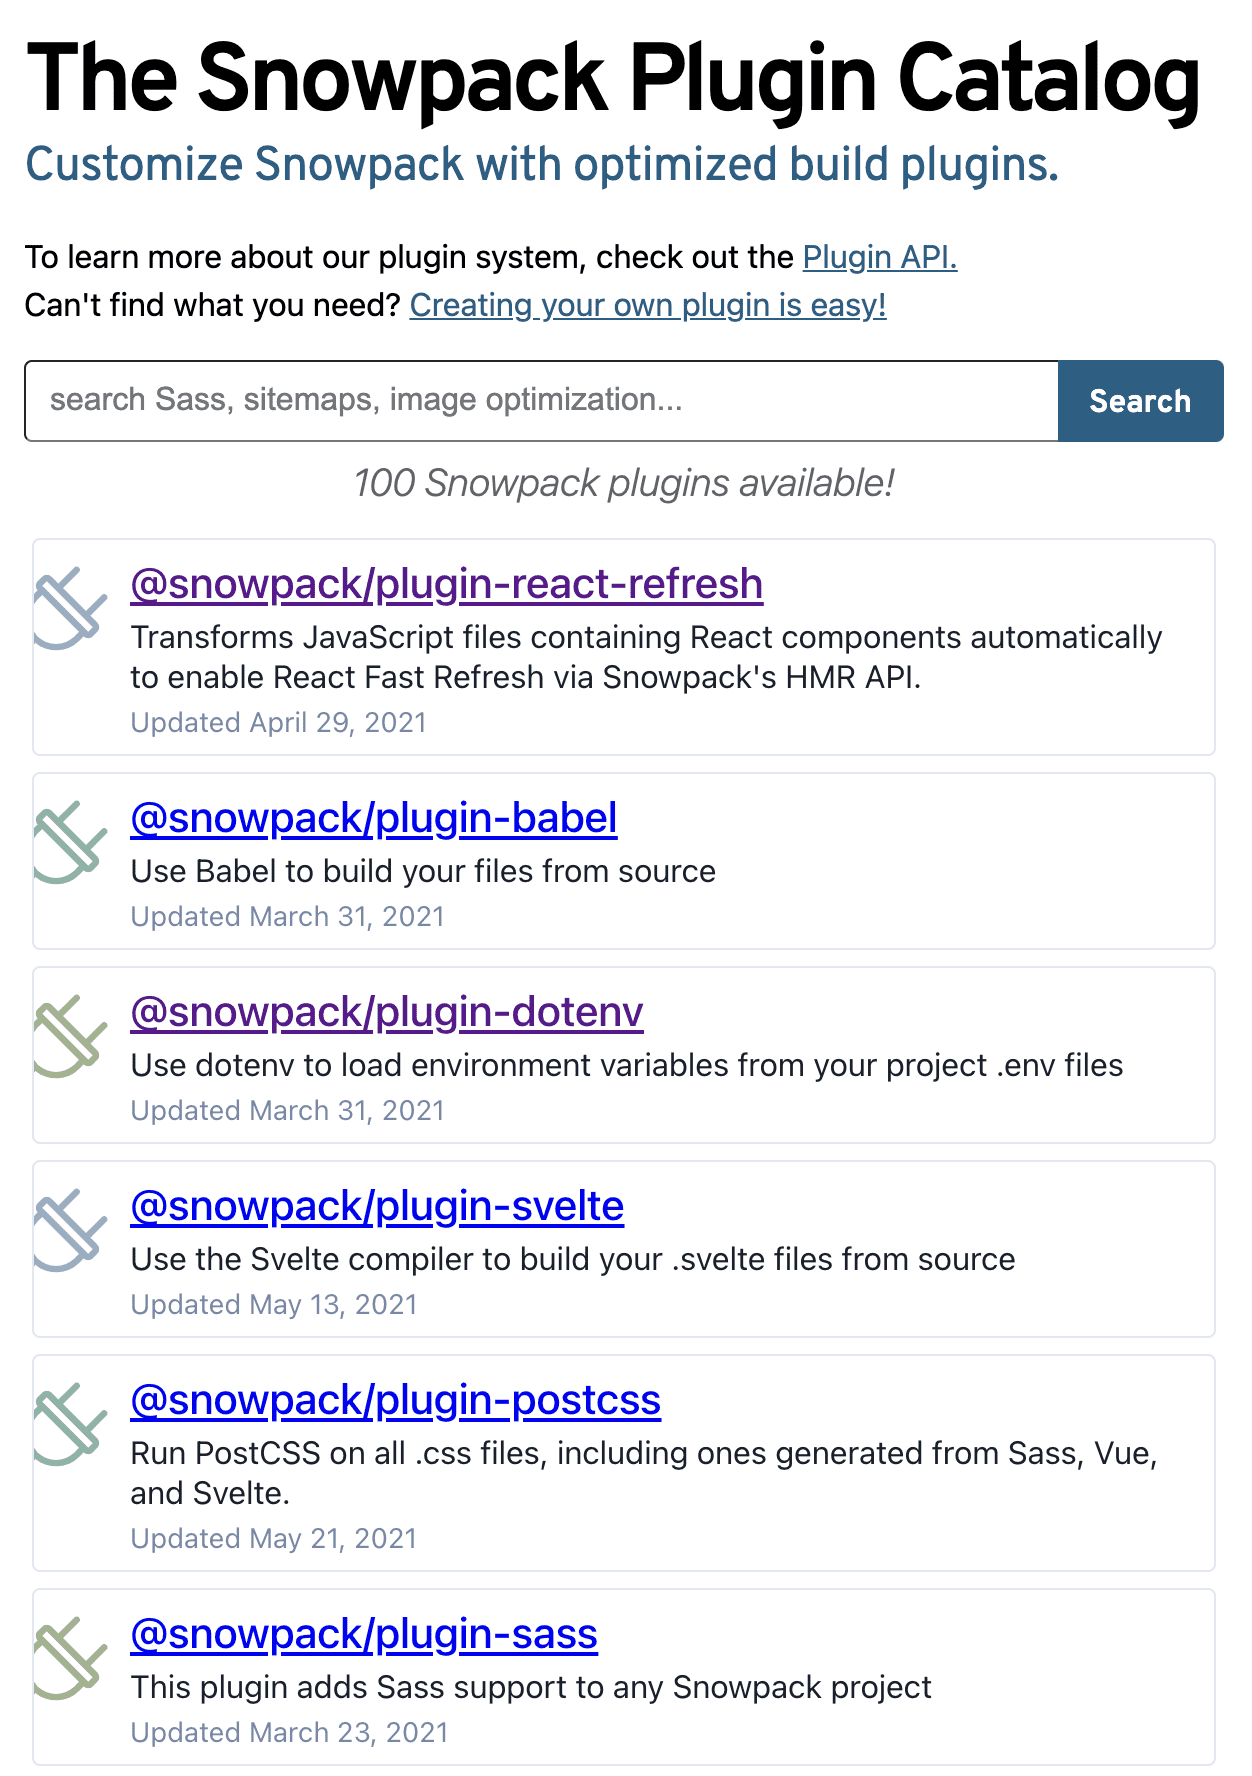 The Snowpack Plugin Catalog
Customize Snowpack with optimized build plugins.
To learn more about our plugin system, check out the Plugin API.
Can't find what you need? Creating your own plugin is easy!
search Sass, sitemaps, image optimization...
Search
100 Snowpack plugins available!
@snowpack/plugin-react-refresh
Transforms JavaScript files containing React components automatically
to enable React Fast Refresh via Snowpack's HMR API.
Updated April 29, 2021
@snowpack/plugin-babel
Use Babel to build your files from source
Updated March 31, 2021
@snowpack/plugin-dotenv
Use dotenv to load environment variables from your project .env files
Updated March 31, 2021
@snowpack/plugin-svelte
Use the Svelte compiler to build your .svelte files from source
Updated May 13, 2021
@snowpack/plugin-postcss
Run PostCSS on all .css files, including ones generated from Sass, Vue,
and Svelte.
Updated May 21, 2021
@snowpack/plugin-sass
This plugin adds Sass support to any Snowpack project
Updated March 23, 2021